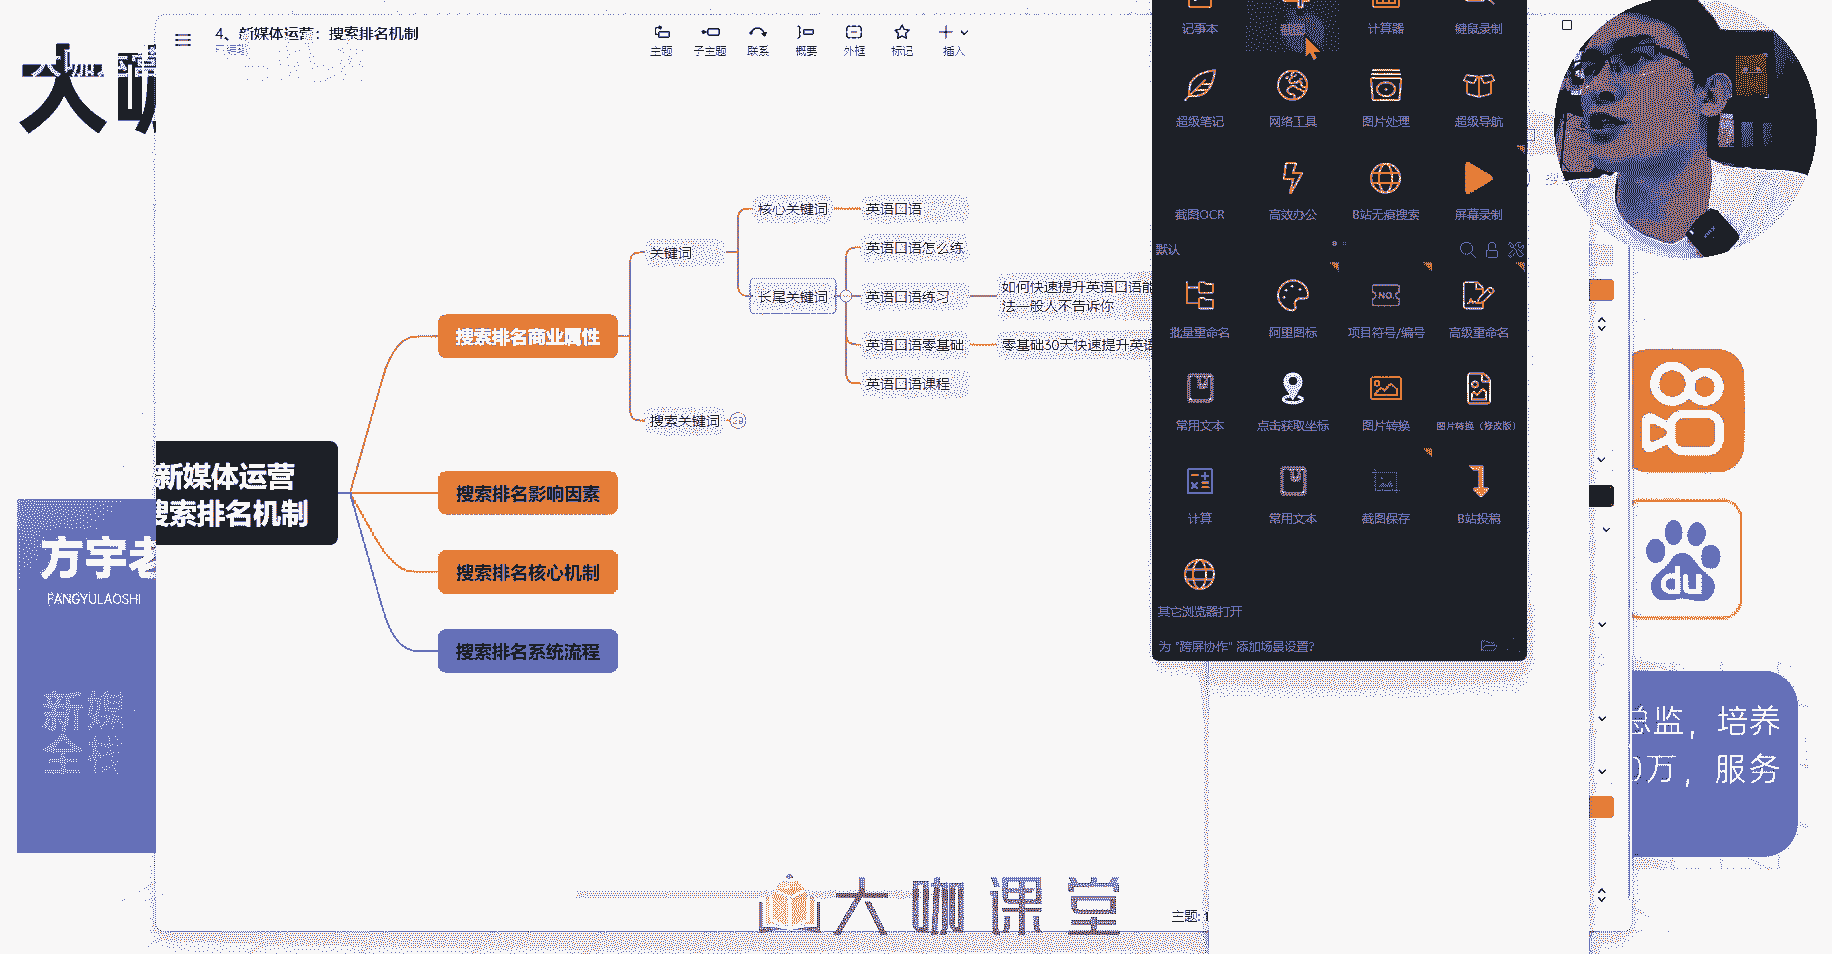 4、新媒体运营：搜索排名机制
已编辑
主题
子主题
联系
概要
外框
标记
插入
新媒体运营
搜索排名机制
搜索排名商业属性
搜索排名影响因素
搜索排名核心机制
搜索排名系统流程
关键词
核心关键词
英语口语
长尾关键词
英语口语怎么练
英语口语练习
如何快速提升英语口语能
法一般人不告诉你
英语口语零基础
零基础30天快速提升英语
英语口语课程
搜索关键词
记事本
截图
计算器
键鼠录制
超级笔记
网络工具
图片处理
超级导航
截图OCR
高效办公
B站无痕搜索
屏幕录制
默认
批量重命名
阿里图标
项目符号/编号
高级重命名
常用文本
点击获取坐标
图片转换
图片转换（修改版）
计算
常用文本
截图保存
B站投稿
其它浏览器打开
为 "跨屏协作" 添加场景设置?
主题: 1
大咖课堂
大咖
方宇老
FANGYULAOSHI
新媒
全栈
du
总监，培养
0万，服务